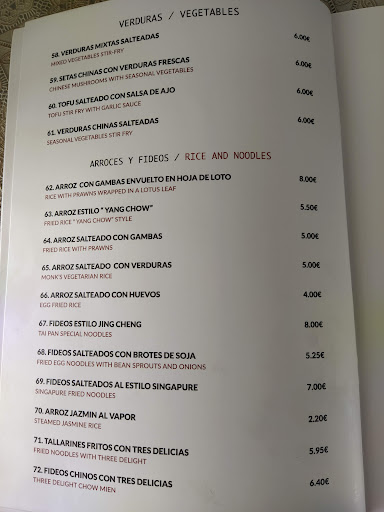 VERDURAS / VEGETABLES
58. VERDURAS MIXTAS SALTEADAS 6.00€
MIXED VEGETABLES STIR-FRY
59. SETAS CHINAS CON VERDURAS FRESCAS 6.00€
CHINESE MUSHROOMS WITH SEASONAL VEGETABLES
60. TOFU SALTEADO CON SALSA DE AJO 6.00€
TOFU STIR FRY WITH GARLIC SAUCE
61. VERDURAS CHINAS SALTEADAS 6.00€
SEASONAL VEGETABLES STIR FRY
ARROCES Y FIDEOS / RICE AND NOODLES
62. ARROZ CON GAMBAS ENVUELTO EN HOJA DE LOTO 8.00€
RICE WITH PRAWNS WRAPPED IN A LOTUS LEAF
63. ARROZ ESTILO " YANG CHOW" 5.50€
FRIED RICE " YANG CHOW" STYLE
64. ARROZ SALTEADO CON GAMBAS 5.00€
FRIED RICE WITH PRAWNS
65. ARROZ SALTEADO CON VERDURAS 5.00€
MONK'S VEGETARIAN RICE
66. ARROZ SALTEADO CON HUEVOS 4.00€
EGG FRIED RICE
67. FIDEOS ESTILO JING CHENG 8.00€
TAI PAN SPECIAL NOODLES
68. FIDEOS SALTEADOS CON BROTES DE SOJA 5.25€
FRIED EGG NOODLES WITH BEAN SPROUTS AND ONIONS
69. FIDEOS SALTEADOS AL ESTILO SINGAPURE 7.00€
SINGAPURE FRIED NOODLES
70. ARROZ JAZMIN AL VAPOR 2.20€
STEAMED JASMINE RICE
71. TALLARINES FRITOS CON TRES DELICIAS 5.95€
FRIED NOODLES WITH THREE DELIGHT
72. FIDEOS CHINOS CON TRES DELICIAS 6.40€
THREE DELIGHT CHOW MIEN